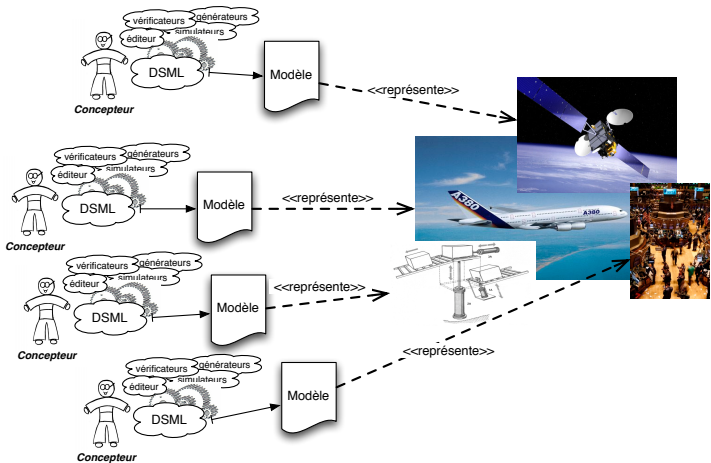 vérificateurs
générateurs
éditeur
simulateurs
DSML
Concepteur
Modèle
<<représente>>
vérificateurs
générateurs
éditeur
simulateurs
DSML
Concepteur
Modèle
<<représente>>
A380
A380
vérificateurs
générateurs
éditeur
simulateurs
DSML
Concepteur
Modèle
<<représente>>
vérificateurs
générateurs
éditeur
simulateurs
DSML
Concepteur
Modèle
<<représente>>